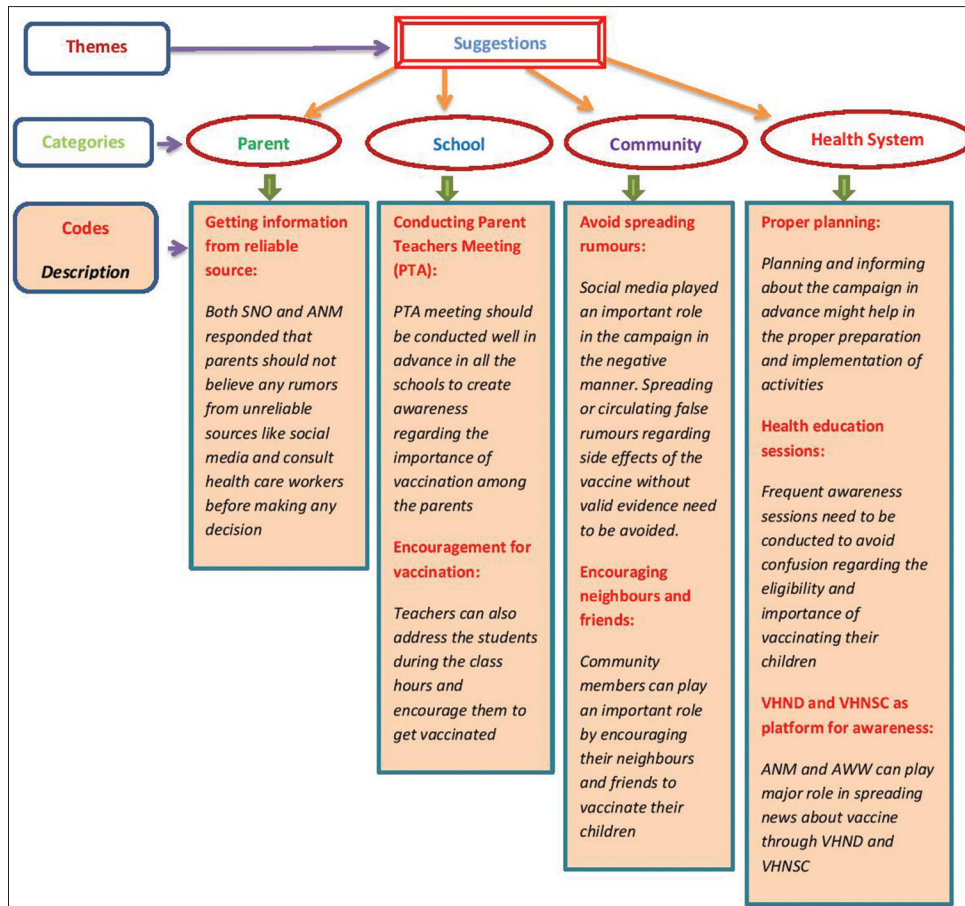 Themes
Suggestions
Categories
Parent
School
Community
Health System
Codes
Description
Getting information
from reliable
source:
Both SNO and ANM
responded that
parents should not
believe any rumors
from unreliable
sources like social
media and consult
health care workers
before making any
decision
Conducting Parent
Teachers Meeting
(PTA):
PTA meeting should
be conducted well in
advance in all the
schools to create
awareness
regarding the
importance of
vaccination among
the parents
Encouragement for
vaccination:
Teachers can also
address the students
during the class
hours and
encourage them to
get vaccinated
Avoid spreading
rumours:
Social media played
an important role
in the campaign in
the negative
manner. Spreading
or circulating false
rumours regarding
side effects of the
vaccine without
valid evidence need
to be avoided.
Encouraging
neighbours and
friends:
Community
members can play
an important role
by encouraging
their neighbours
and friends to
vaccinate their
children
Proper planning:
Planning and informing
about the campaign in
advance might help in
the proper preparation
and implementation of
activities
Health education
sessions:
Frequent awareness
sessions need to be
conducted to avoid
confusion regarding the
eligibility and
importance of
vaccinating their
children
VHND and VHNSC as
platform for awareness:
ANM and AWW can play
major role in spreading
news about vaccine
through VHND and
VHNSC